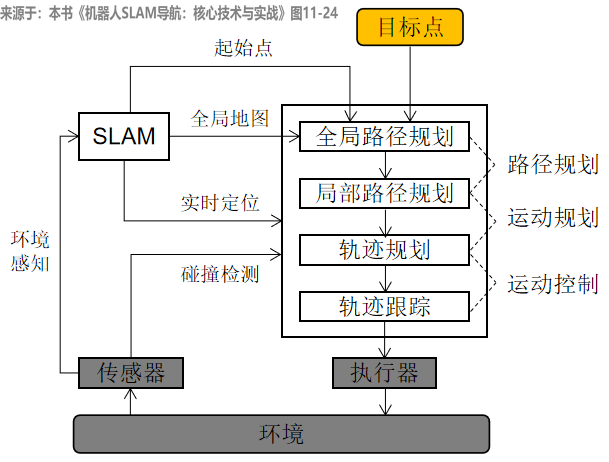 来源于：本书《机器人SLAM导航：核心技术与实战》图11-24
目标点
起始点
SLAM
全局地图
全局路径规划
路径规划
局部路径规划
实时定位
运动规划
环境
感知
轨迹规划
碰撞检测
运动控制
轨迹跟踪
传感器
执行器
环境